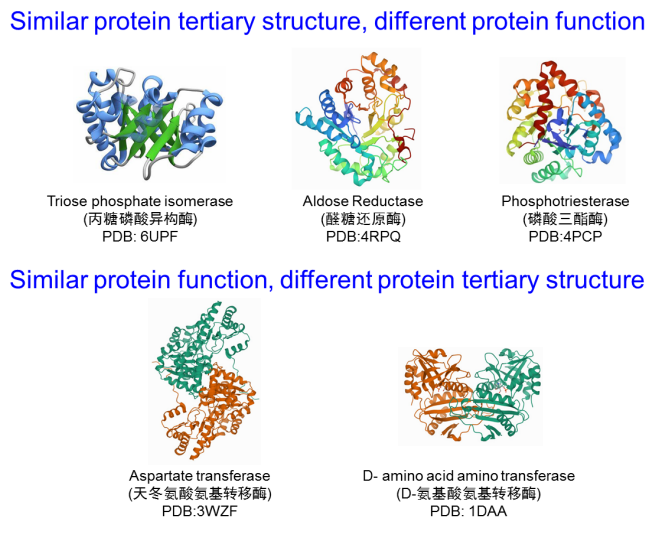 Similar protein tertiary structure, different protein function
Triose phosphate isomerase
(丙糖磷酸异构酶)
PDB: 6UPF
Aldose Reductase
(醛糖还原酶)
PDB:4RPQ
Phosphotriesterase
(磷酸三酯酶)
PDB:4PCP
Similar protein function, different protein tertiary structure
Aspartate transferase
(天冬氨酸氨基转移酶)
PDB:3WZF
D- amino acid amino transferase
(D-氨基酸氨基转移酶)
PDB: 1DAA